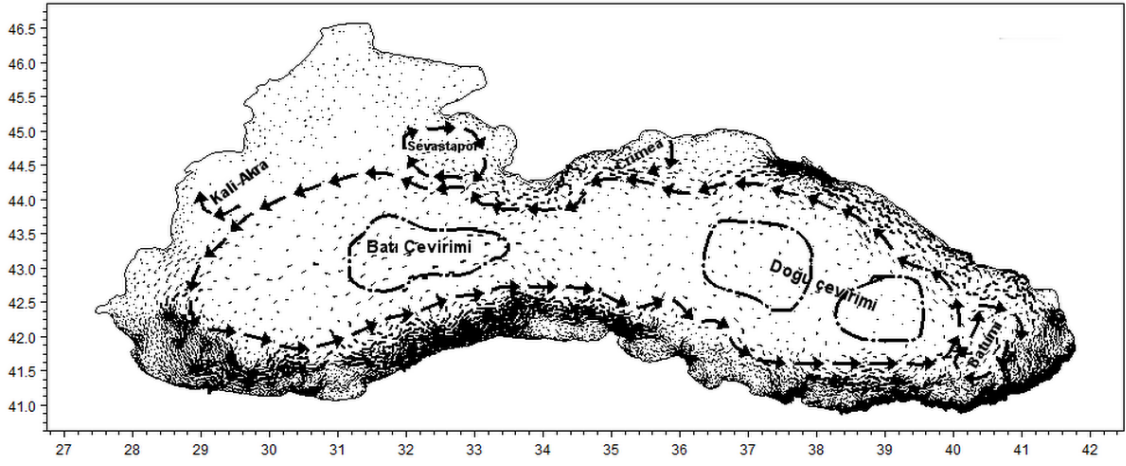 46.5
46.0
45.5
45.0
44.5
44.0
43.5
43.0
42.5
42.0
41.5
41.0
Sevastapol
Crimea
Kali-Akra
Batı Çevirimi
Doğu çevirimi
Batumi
27 28 29 30 31 32 33 34 35 36 37 38 39 40 41 42